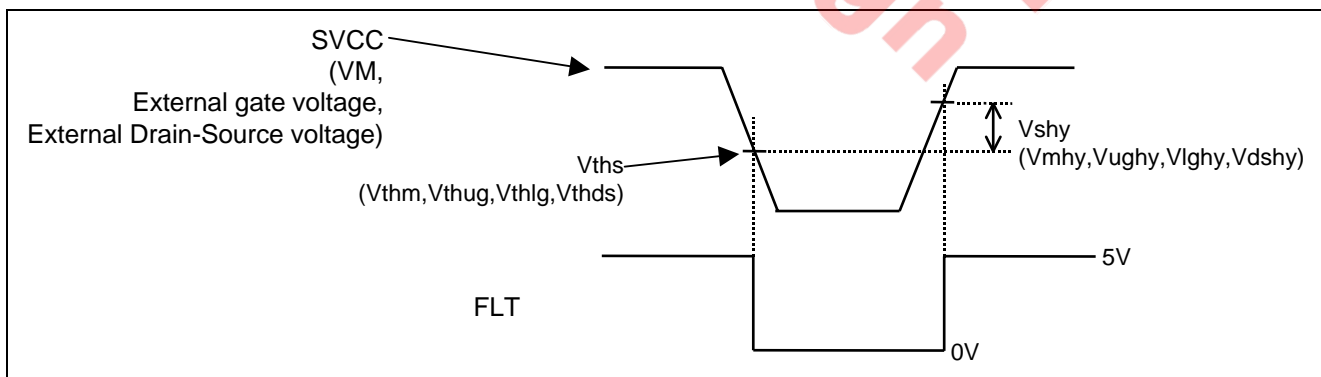 SVCC
(VM,
External gate voltage,
External Drain-Source voltage)
Vths
(Vthm,Vthug,Vthlg,Vthds)
Vshy
(Vmhy,Vughy,Vlghy,Vdshy)
5V
FLT
0V